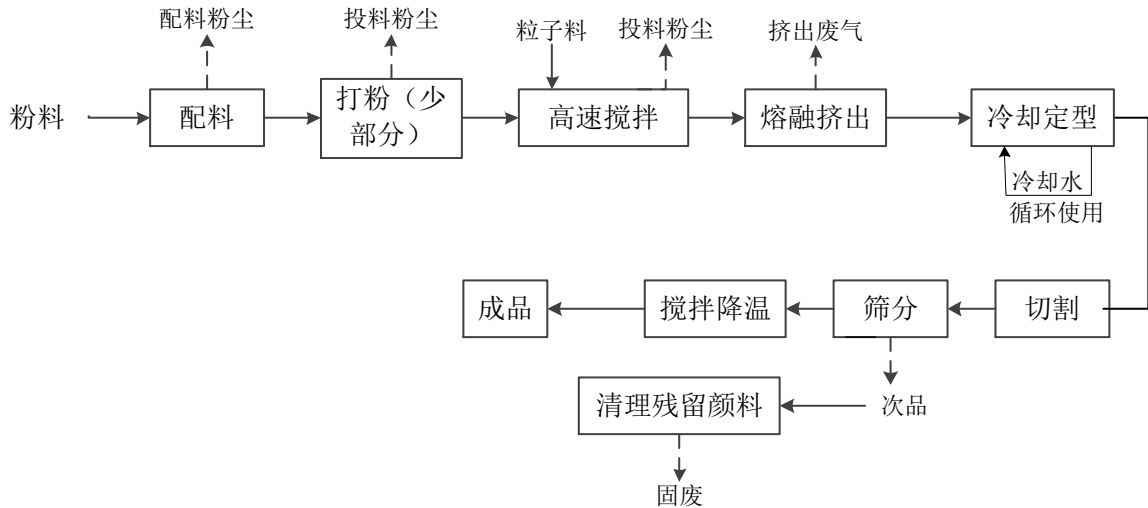 配料粉尘
投料粉尘
粒子料
投料粉尘
挤出废气
粉料
配料
打粉（少
部分）
高速搅拌
熔融挤出
冷却定型
冷却水
循环使用
成品
搅拌降温
筛分
切割
清理残留颜料
次品
固废